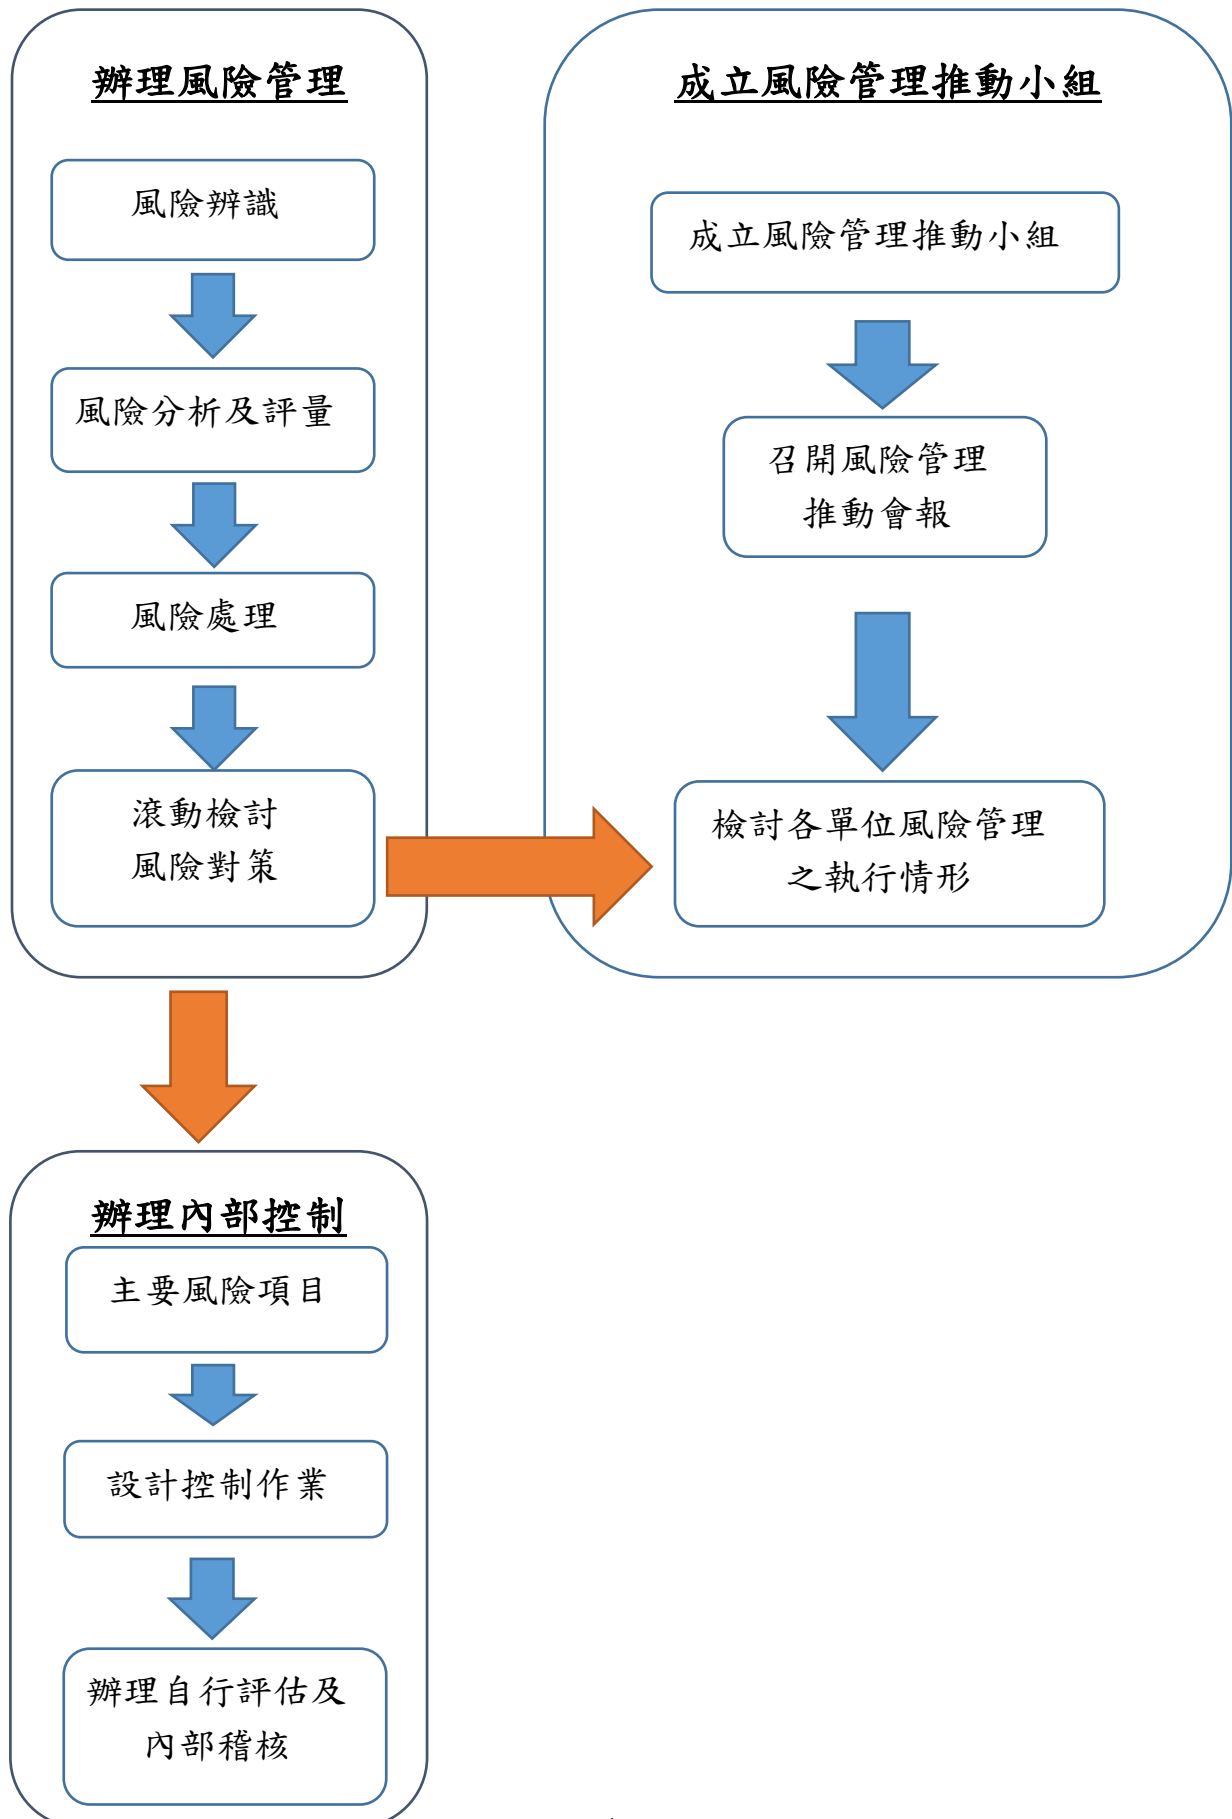 辦理風險管理
風險辨識
風險分析及評量
風險處理
滾動檢討
風險對策
成立風險管理推動小組
成立風險管理推動小組
召開風險管理
推動會報
檢討各單位風險管理
之執行情形
辦理內部控制
主要風險項目
設計控制作業
辦理自行評估及
內部稽核